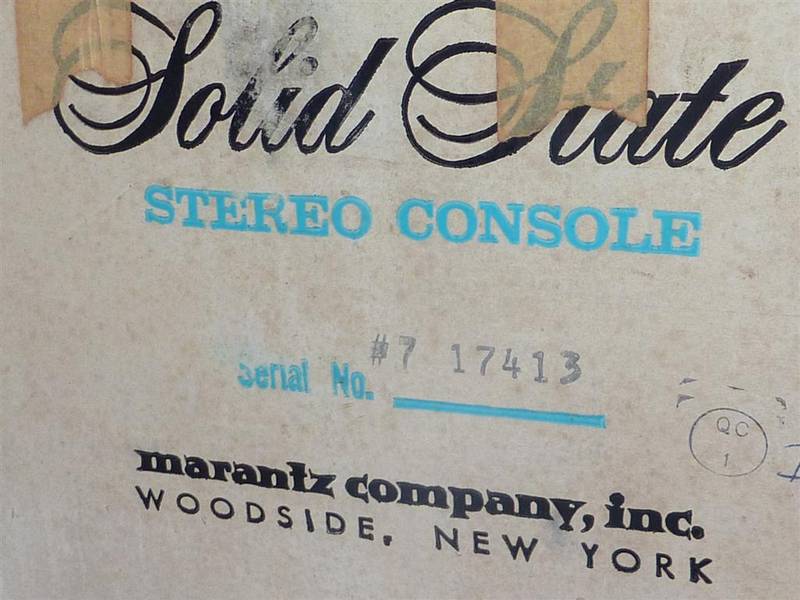 Solid State
STEREO CONSOLE
Serial No. #7 17413
QC
1
marantz company, inc.
WOODSIDE, NEW YORK